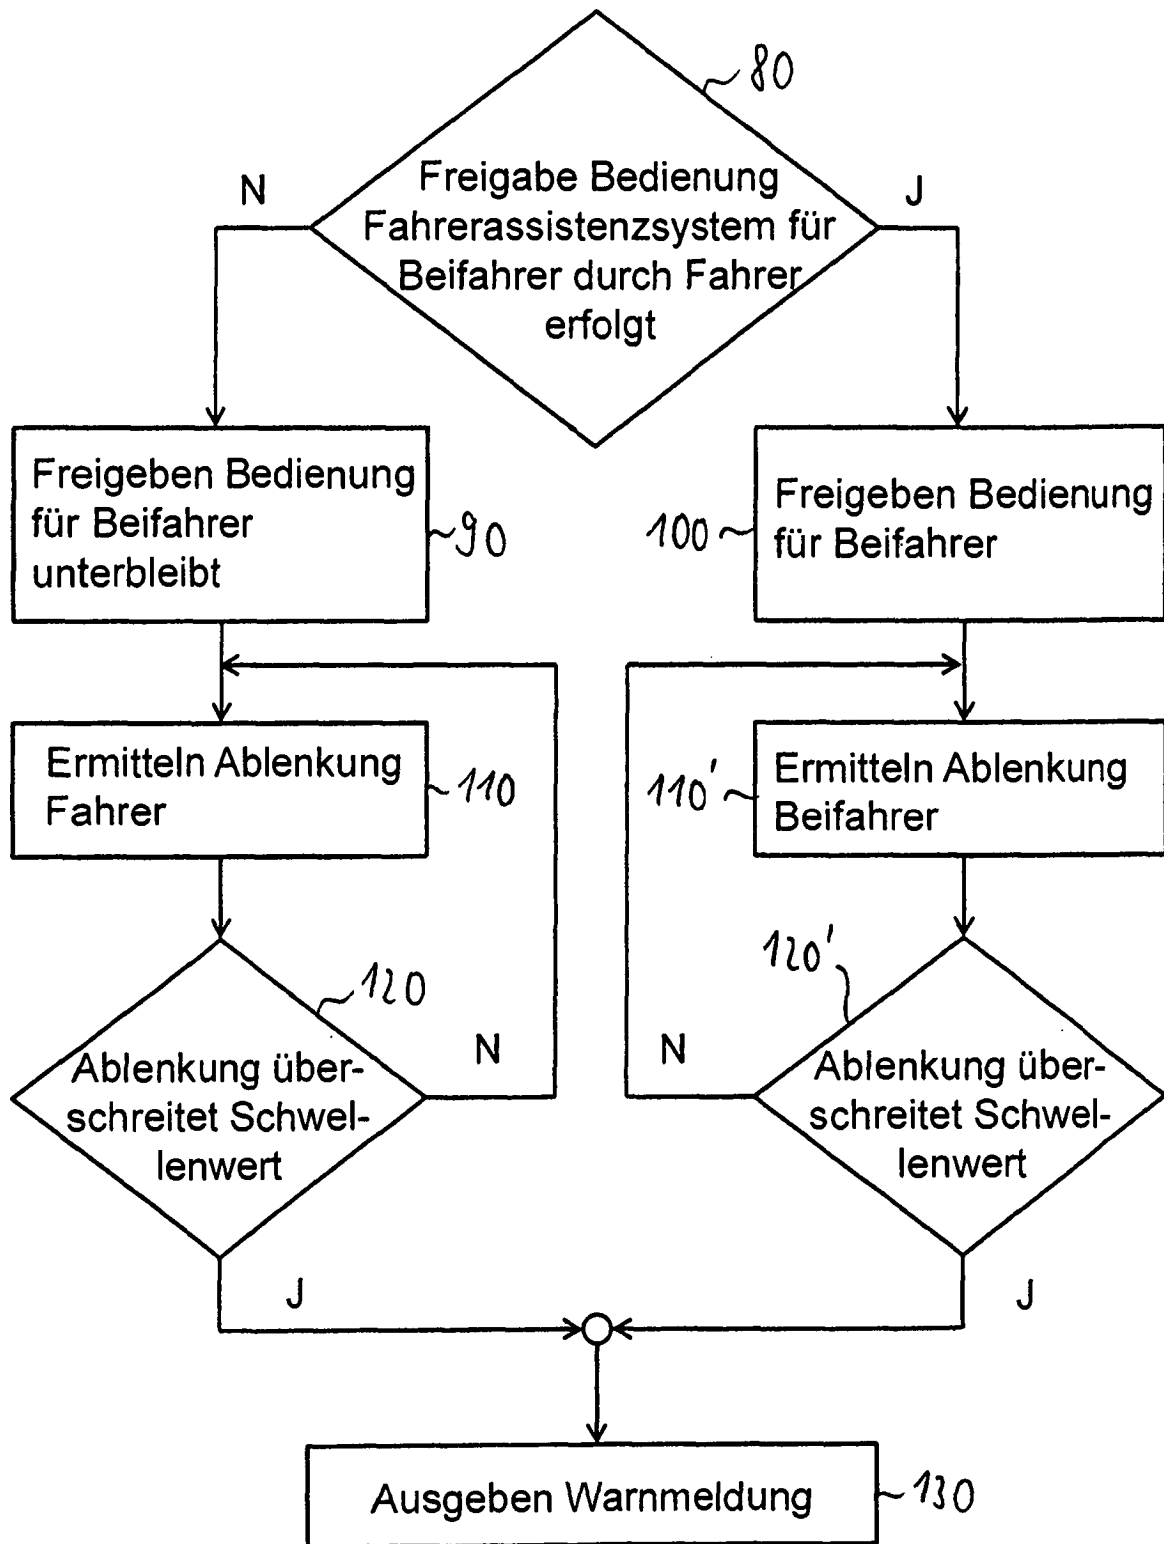 80
N
J
Freigabe Bedienung
Fahrerassistenzsystem für
Beifahrer durch Fahrer
erfolgt
Freigeben Bedienung
für Beifahrer
unterbleibt
90
100
Freigeben Bedienung
für Beifahrer
Ermitteln Ablenkung
Fahrer
110
110'
Ermitteln Ablenkung
Beifahrer
120
120'
N
N
Ablenkung über-
schreitet Schwel-
lenwert
Ablenkung über-
schreitet Schwel-
lenwert
J
J
Ausgeben Warnmeldung
130